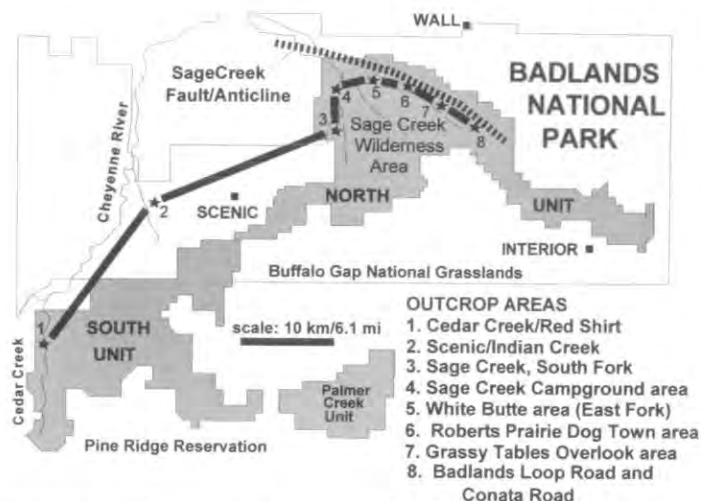 WALL
SageCreek
Fault/Anticline
BADLANDS
NATIONAL
PARK
Cheyenne River
4
5
6
7
8
3
Sage Creek
Wilderness
Area
2
SCENIC
NORTH
UNIT
INTERIOR
Buffalo Gap National Grasslands
1
SOUTH
UNIT
scale: 10 km/6.1 mi
Cedar Creek
Palmer
Creek
Unit
Pine Ridge Reservation
OUTCROP AREAS
1. Cedar Creek/Red Shirt
2. Scenic/Indian Creek
3. Sage Creek, South Fork
4. Sage Creek Campground area
5. White Butte area (East Fork)
6. Roberts Prairie Dog Town area
7. Grassy Tables Overlook area
8. Badlands Loop Road and
Conata Road